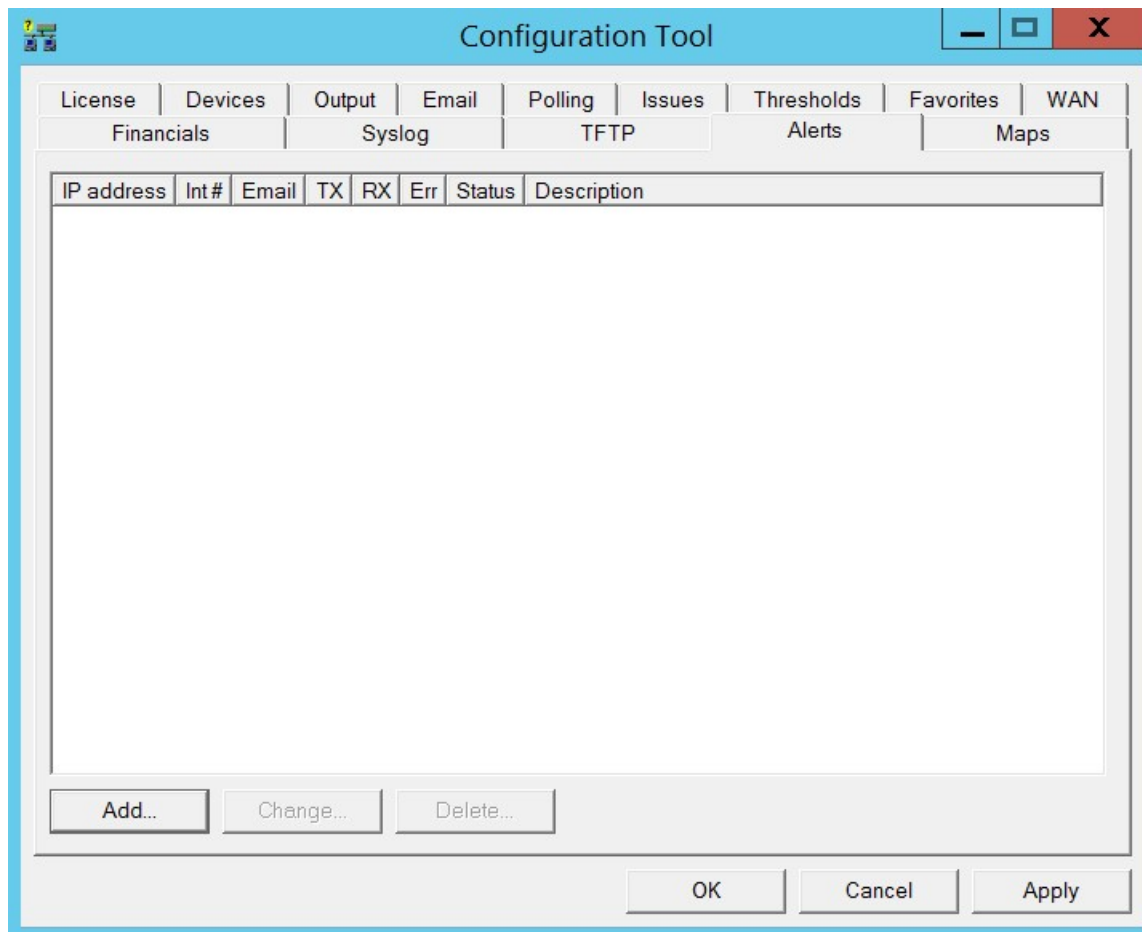 Configuration Tool
License Devices Output Email Polling Issues Thresholds Favorites WAN
Financials Syslog TFTP Alerts Maps
IP address Int # Email TX RX Err Status Description
Add... Change... Delete...
OK Cancel Apply